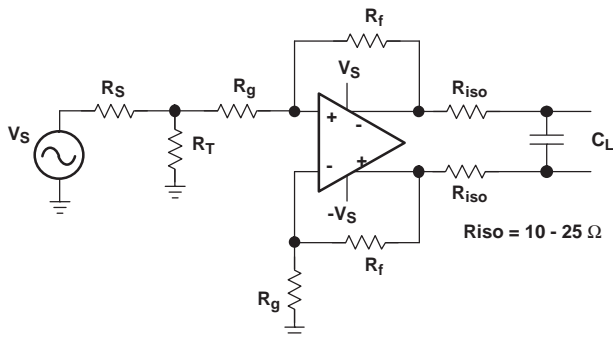 Rf
VS
RS
Rg
Riso
VS
RT
+
-
-
+
CL
Riso
-VS
Riso = 10 - 25 Ω
Rf
Rg